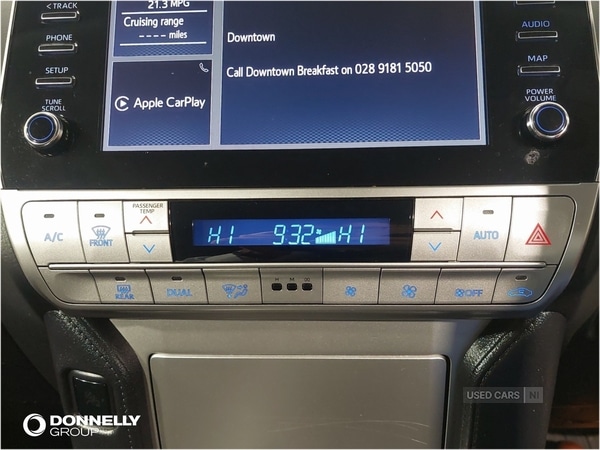 < TRACK
21.3 MPG
Cruising range
---- miles
PHONE
SETUP
TUNE
SCROLL
Apple CarPlay
Downtown
Call Downtown Breakfast on 028 9181 5050
AUDIO
MAP
POWER
VOLUME
PASSENGER
TEMP
A/C
FRONT
HI 9:32 HI
AUTO
REAR
DUAL
H M
OFF
DONNELLY
GROUP
USED CARS NI